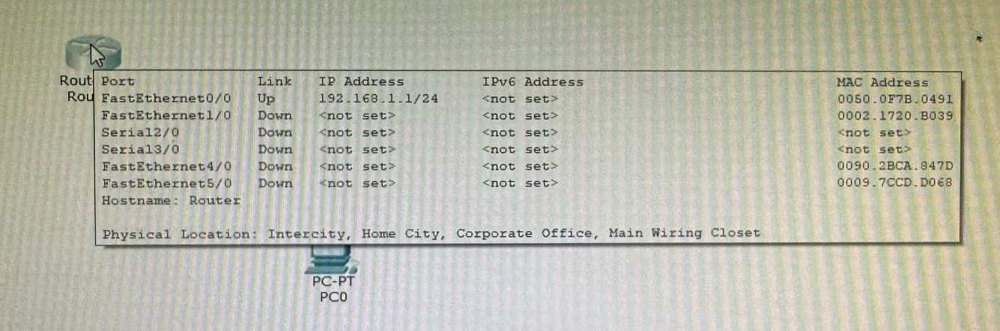 Rout
Rou
Port Link IP Address IPv6 Address MAC Address
FastEthernet0/0 Up 192.168.1.1/24 <not set> 0050.0F7B.0491
FastEthernet1/0 Down <not set> <not set> 0002.1720.B039
Serial2/0 Down <not set> <not set> <not set>
Serial3/0 Down <not set> <not set> <not set>
FastEthernet4/0 Down <not set> <not set> 0090.2BCA.847D
FastEthernet5/0 Down <not set> <not set> 0009.7CCD.D068
Hostname: Router
Physical Location: Intercity, Home City, Corporate Office, Main Wiring Closet
PC-PT
PC0